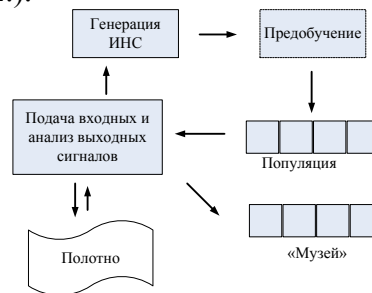 Генерация
ИНС
Предобучение
Подача входных и
анализ выходных
сигналов
Популяция
Полотно
«Музей»